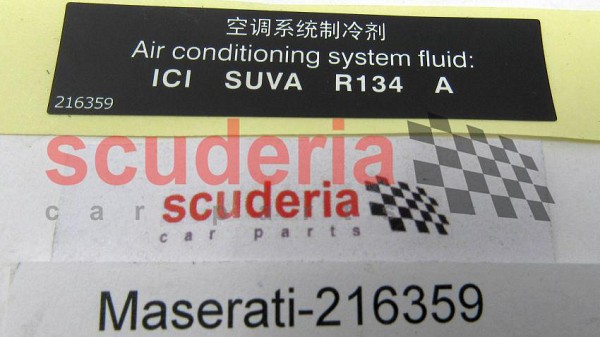 空调系统制冷剂
Air conditioning system fluid:
ICI SUVA R134 A
216359
scuderia
car parts
scuderia
car parts
Maserati-216359